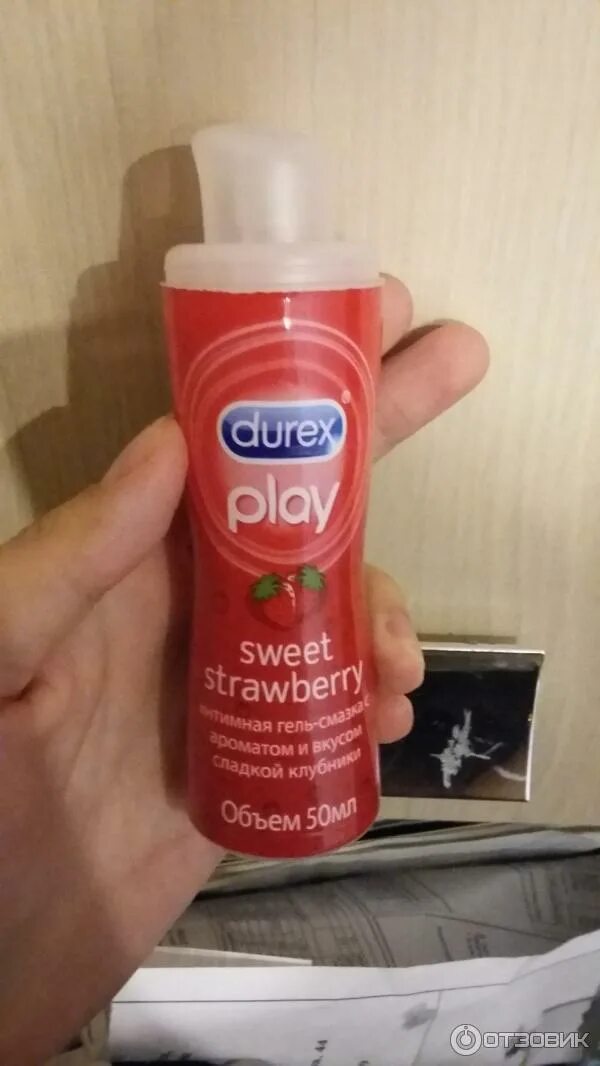 durex
play
sweet
strawberry
интимная гель-смазка с
ароматом и вкусом
сладкой клубники
Объем 50мл
ОТЗОВИК